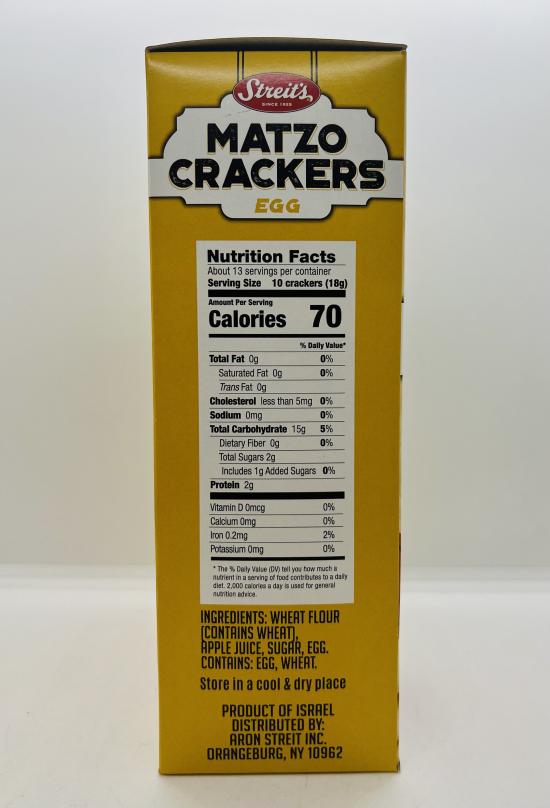 Streit's
SINCE 1925
MATZO
CRACKERS
EGG
Nutrition Facts
About 13 servings per container
Serving Size 10 crackers (18g)
Amount Per Serving
Calories 70
% Daily Value*
Total Fat 0g 0%
Saturated Fat 0g 0%
Trans Fat 0g
Cholesterol less than 5mg 0%
Sodium 0mg 0%
Total Carbohydrate 15g 5%
Dietary Fiber 0g 0%
Total Sugars 2g
Includes 1g Added Sugars 0%
Protein 2g
Vitamin D 0mcg 0%
Calcium 0mg 0%
Iron 0.2mg 2%
Potassium 0mg 0%
* The % Daily Value (DV) tell you how much a
nutrient in a serving of food contributes to a daily
diet. 2,000 calories a day is used for general
nutrition advice.
INGREDIENTS: WHEAT FLOUR
(CONTAINS WHEAT),
APPLE JUICE, SUGAR, EGG.
CONTAINS: EGG, WHEAT.
Store in a cool & dry place
PRODUCT OF ISRAEL
DISTRIBUTED BY:
ARON STREIT INC.
ORANGEBURG, NY 10962